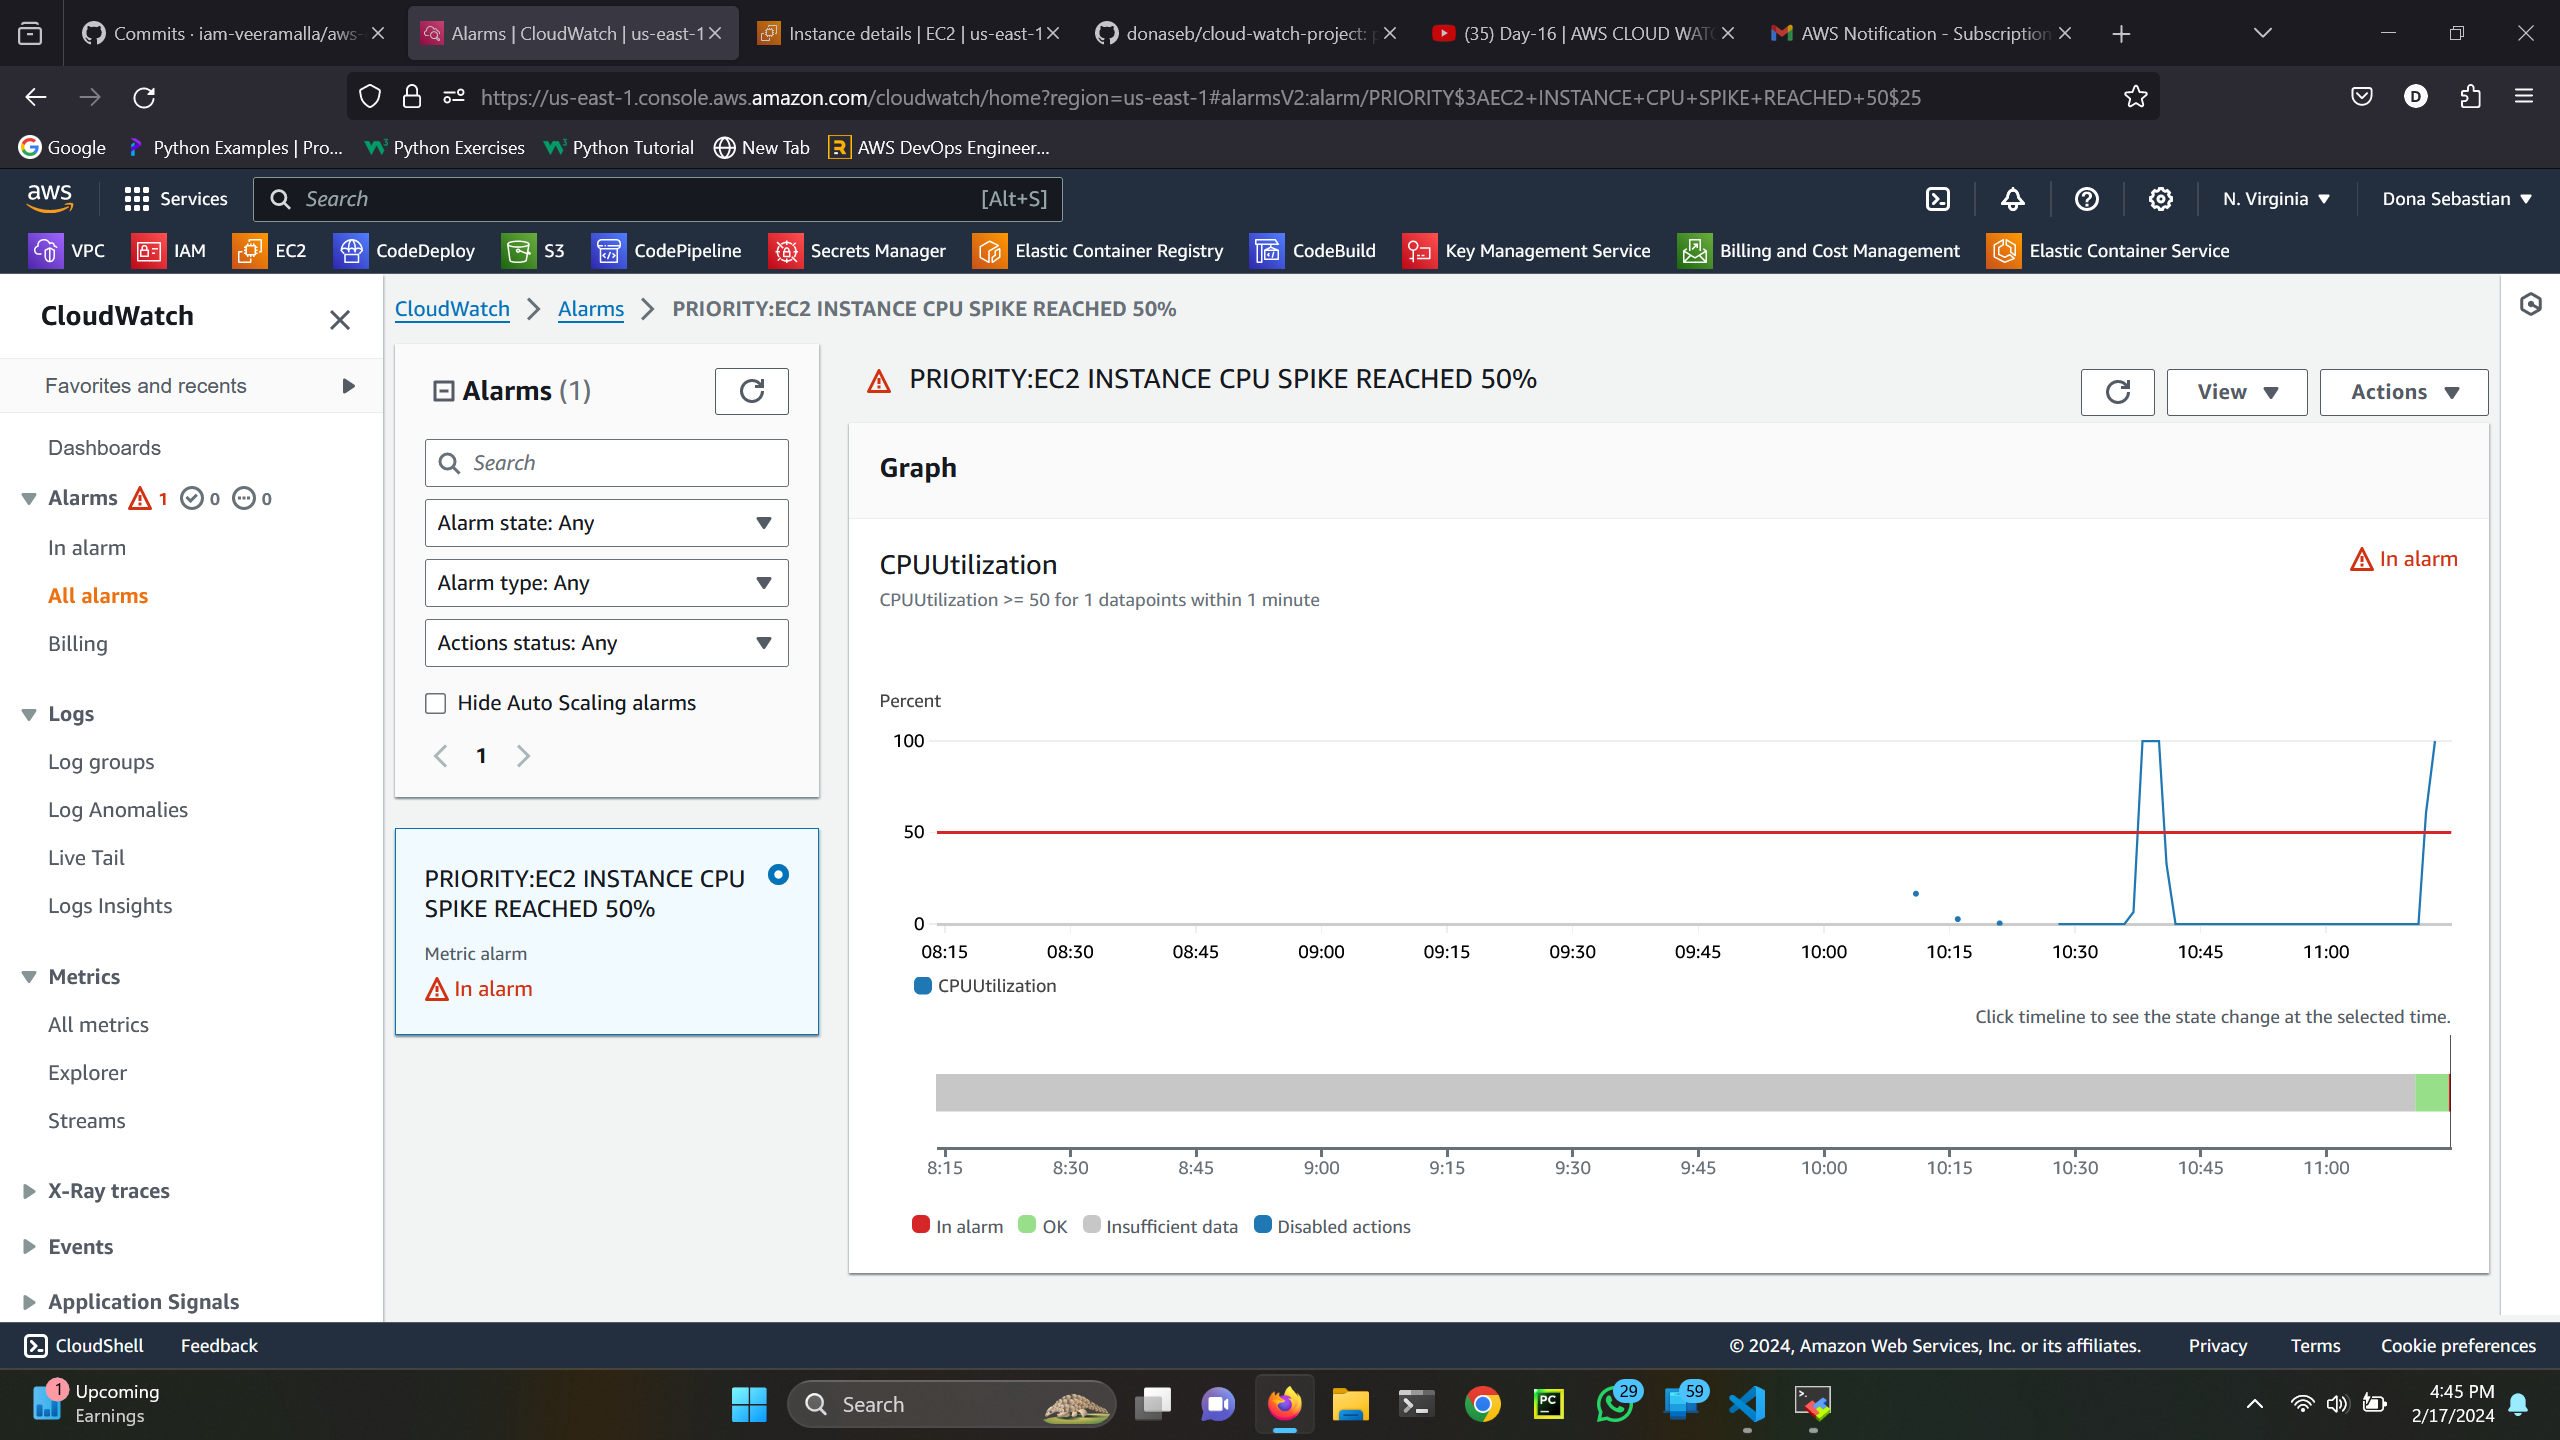 Commits · iam-veeramalla/aws-
Alarms | CloudWatch | us-east-1
Instance details | EC2 | us-east-1
donaseb/cloud-watch-project: p
(35) Day-16 | AWS CLOUD WATC
AWS Notification - Subscription
https://us-east-1.console.aws.amazon.com/cloudwatch/home?region=us-east-1#alarmsV2:alarm/PRIORITY$3AEC2+INSTANCE+CPU+SPIKE+REACHED+50$25
D
Google
Python Examples | Pro...
Python Exercises
Python Tutorial
New Tab
AWS DevOps Engineer...
aws
Services
Search
[Alt+S]
N. Virginia
Dona Sebastian
VPC
IAM
EC2
CodeDeploy
S3
CodePipeline
Secrets Manager
Elastic Container Registry
CodeBuild
Key Management Service
Billing and Cost Management
Elastic Container Service
CloudWatch
Favorites and recents
Dashboards
Alarms 1 0 0
In alarm
All alarms
Billing
Logs
Log groups
Log Anomalies
Live Tail
Logs Insights
Metrics
All metrics
Explorer
Streams
X-Ray traces
Events
Application Signals
CloudWatch
Alarms
PRIORITY:EC2 INSTANCE CPU SPIKE REACHED 50%
Alarms (1)
Search
Alarm state: Any
Alarm type: Any
Actions status: Any
Hide Auto Scaling alarms
1
PRIORITY:EC2 INSTANCE CPU
SPIKE REACHED 50%
Metric alarm
In alarm
PRIORITY:EC2 INSTANCE CPU SPIKE REACHED 50%
View
Actions
Graph
CPUUtilization
In alarm
CPUUtilization >= 50 for 1 datapoints within 1 minute
Percent
100
50
0
08:15 08:30 08:45 09:00 09:15 09:30 09:45 10:00 10:15 10:30 10:45 11:00
CPUUtilization
Click timeline to see the state change at the selected time.
8:15 8:30 8:45 9:00 9:15 9:30 9:45 10:00 10:15 10:30 10:45 11:00
In alarm OK Insufficient data Disabled actions
CloudShell
Feedback
© 2024, Amazon Web Services, Inc. or its affiliates.
Privacy
Terms
Cookie preferences
1
Upcoming
Earnings
Search
PC
29
59
4:45 PM
2/17/2024